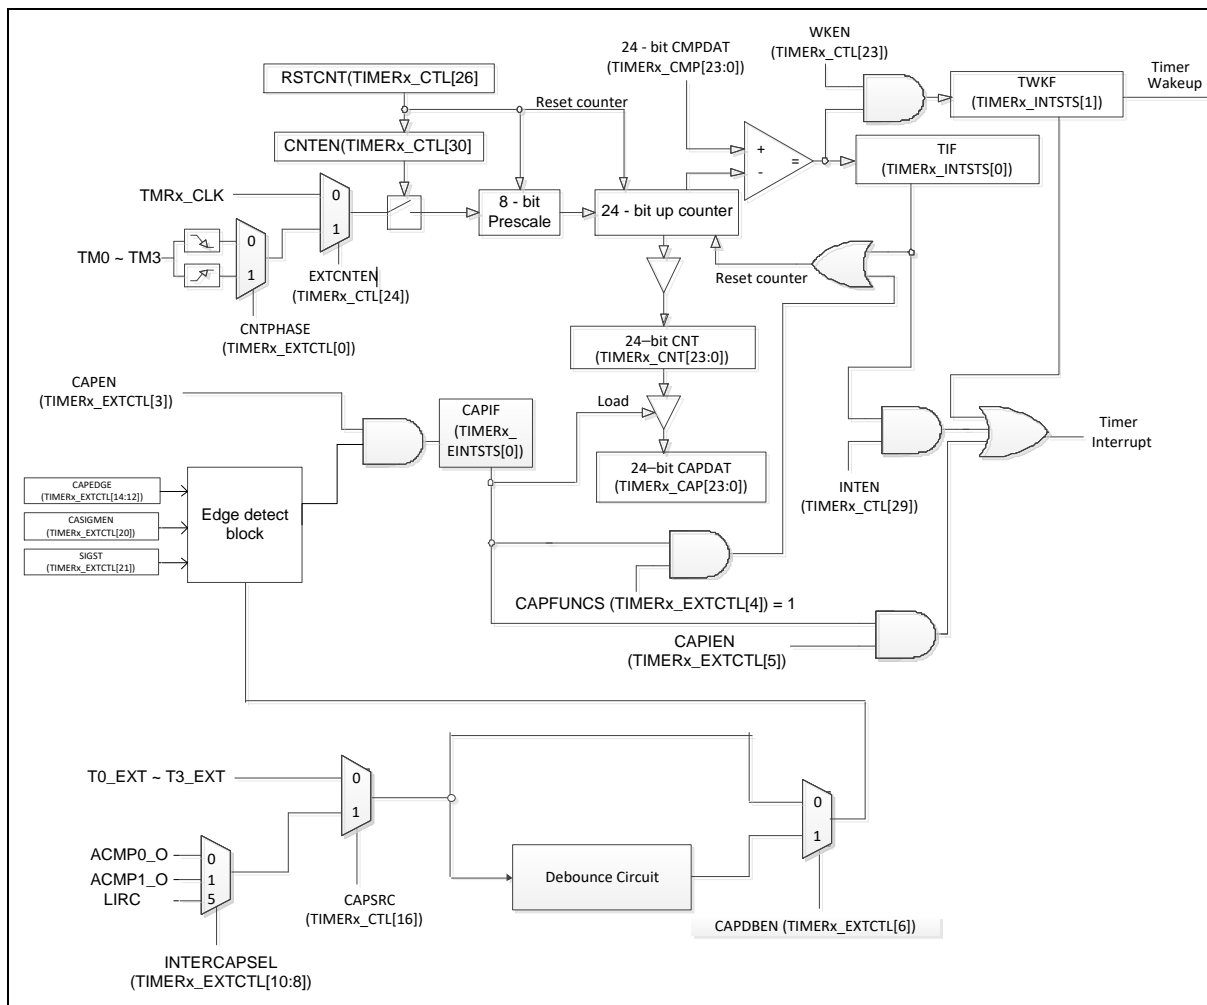 WKEN
(TIMERx_CTL[23])
24 - bit CMPDAT
(TIMERx_CMP[23:0])
RSTCNT(TIMERx_CTL[26]
Reset counter
TWKF
(TIMERx_INTSTS[1])
Timer
Wakeup
CNTEN(TIMERx_CTL[30]
+
-
=
TIF
(TIMERx_INTSTS[0])
TMRx_CLK
0
1
8 - bit
Prescale
24 - bit up counter
TM0 ~ TM3
0
1
Reset counter
EXTCNTEN
(TIMERx_CTL[24])
CNTPHASE
(TIMERx_EXTCTL[0])
24–bit CNT
(TIMERx_CNT[23:0])
CAPEN
(TIMERx_EXTCTL[3])
CAPIF
(TIMERx_
EINTSTS[0])
Load
Timer
Interrupt
24–bit CAPDAT
(TIMERx_CAP[23:0])
INTEN
(TIMERx_CTL[29])
CAPEDGE
(TIMERx_EXTCTL[14:12])
CASIGMEN
(TIMERx_EXTCTL[20])
SIGST
(TIMERx_EXTCTL[21])
Edge detect
block
CAPFUNCS (TIMERx_EXTCTL[4]) = 1
CAPIEN
(TIMERx_EXTCTL[5])
T0_EXT ~ T3_EXT
0
1
0
1
ACMP0_O
ACMP1_O
LIRC
0
1
5
Debounce Circuit
CAPSRC
(TIMERx_CTL[16])
CAPDBEN (TIMERx_EXTCTL[6])
INTERCAPSEL
(TIMERx_EXTCTL[10:8])